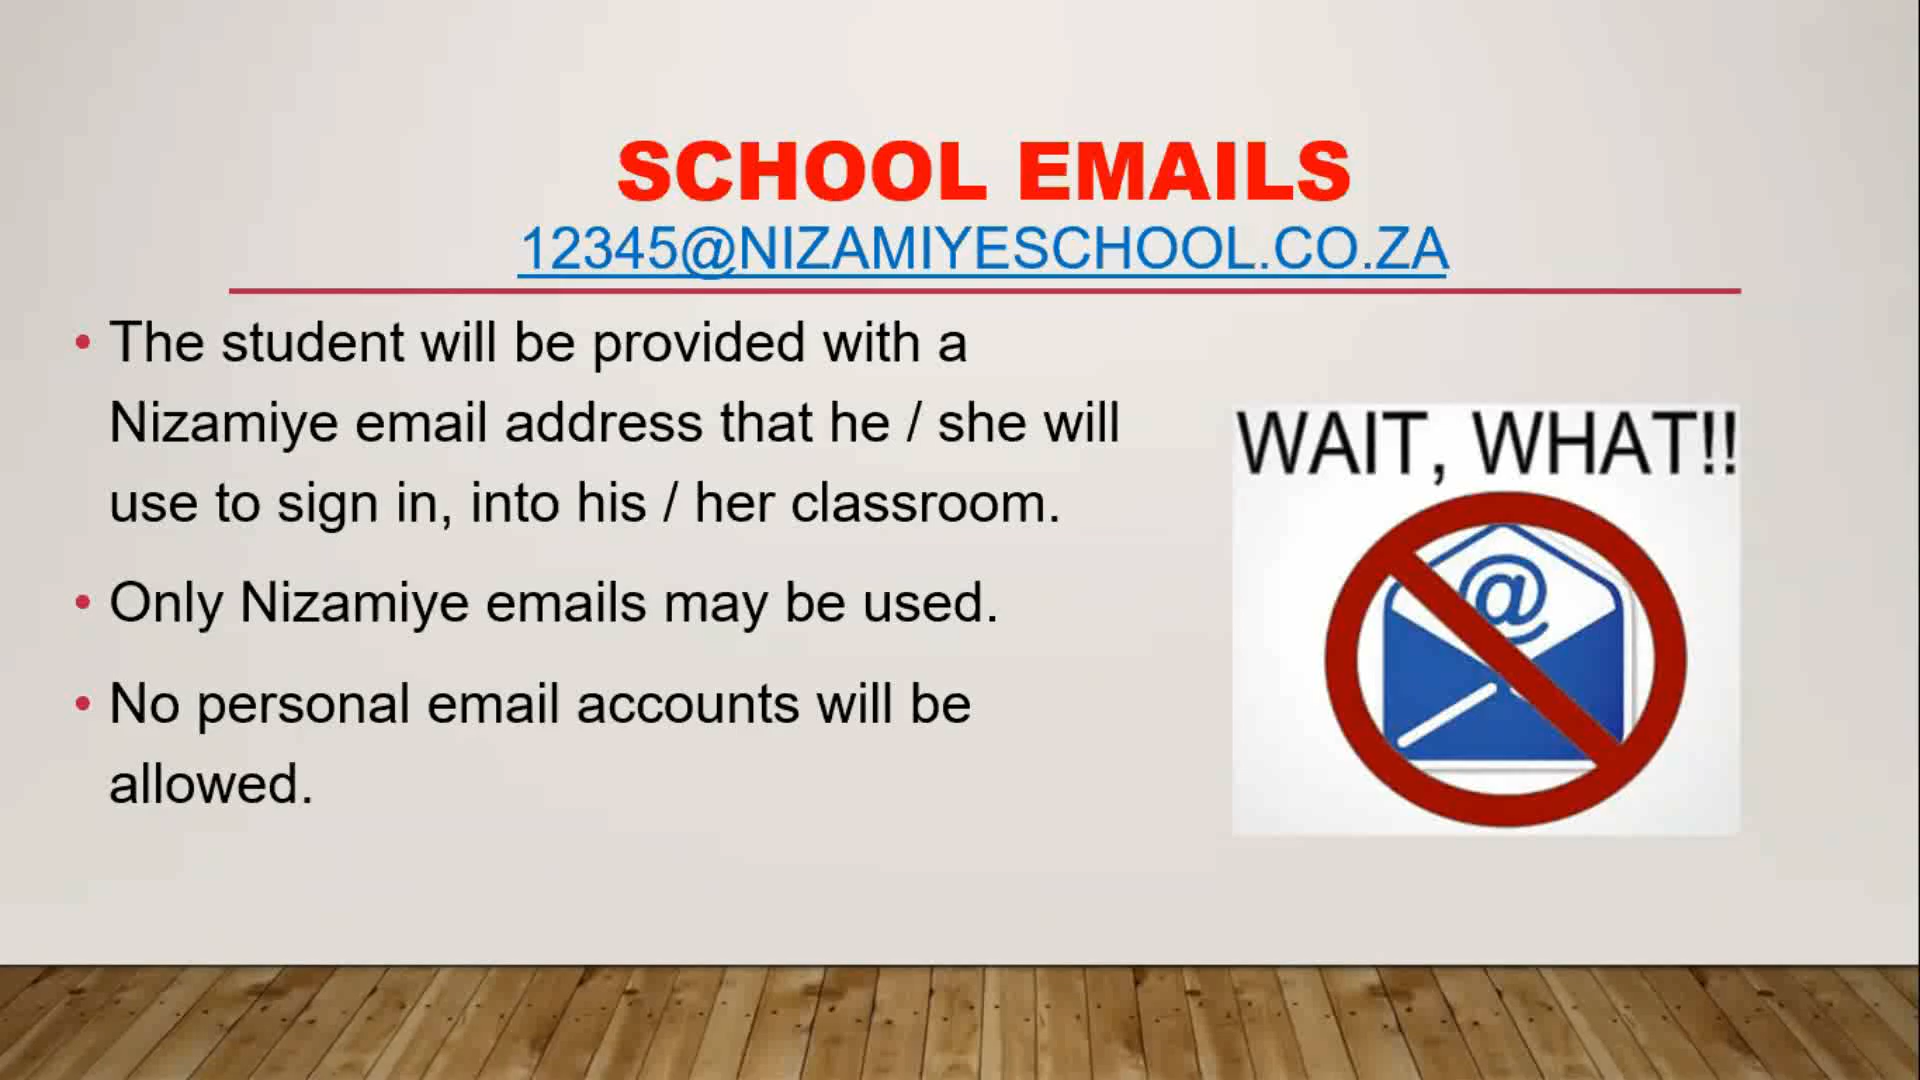 SCHOOL EMAILS
12345@NIZAMIYESCHOOL.CO.ZA
• The student will be provided with a
Nizamiye email address that he / she will
use to sign in, into his / her classroom.
• Only Nizamiye emails may be used.
• No personal email accounts will be
allowed.
WAIT, WHAT!!
@